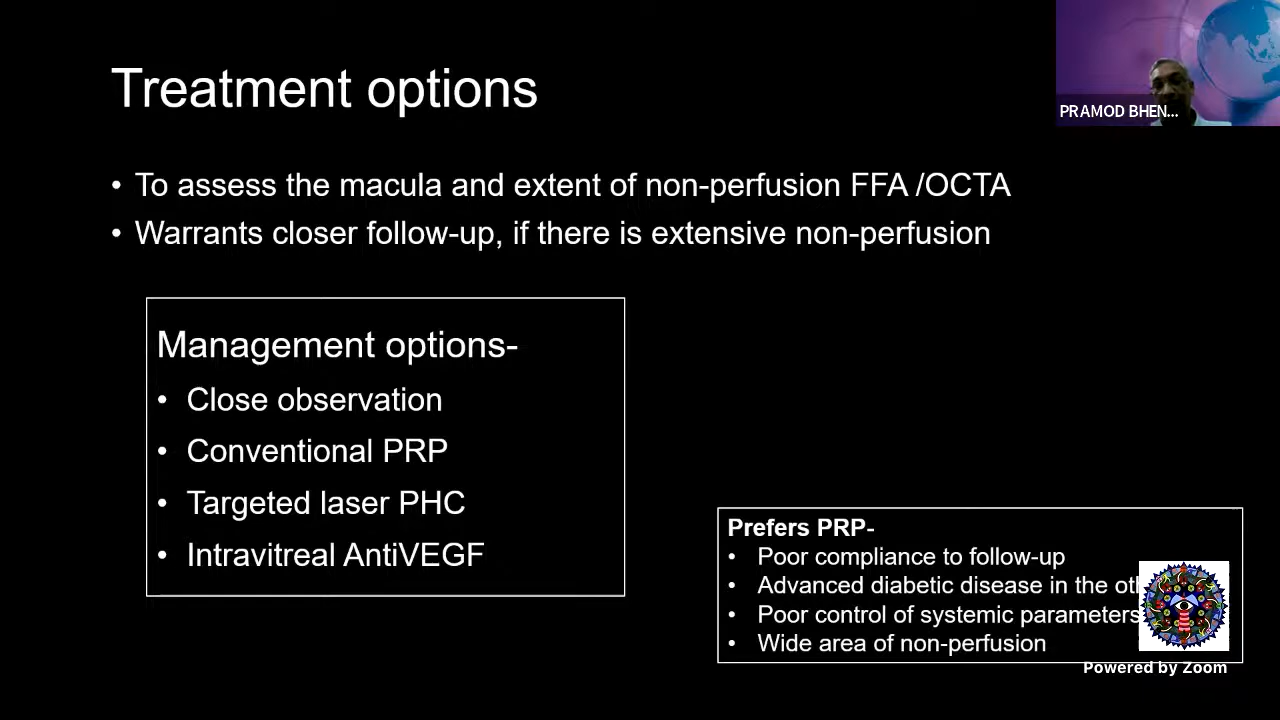 Treatment options
PRAMOD BHEN...
• To assess the macula and extent of non-perfusion FFA /OCTA
• Warrants closer follow-up, if there is extensive non-perfusion
Management options-
• Close observation
• Conventional PRP
• Targeted laser PHC
• Intravitreal AntiVEGF
Prefers PRP-
• Poor compliance to follow-up
• Advanced diabetic disease in the
• Poor control of systemic parameters
• Wide area of non-perfusion
Powered by Zoom